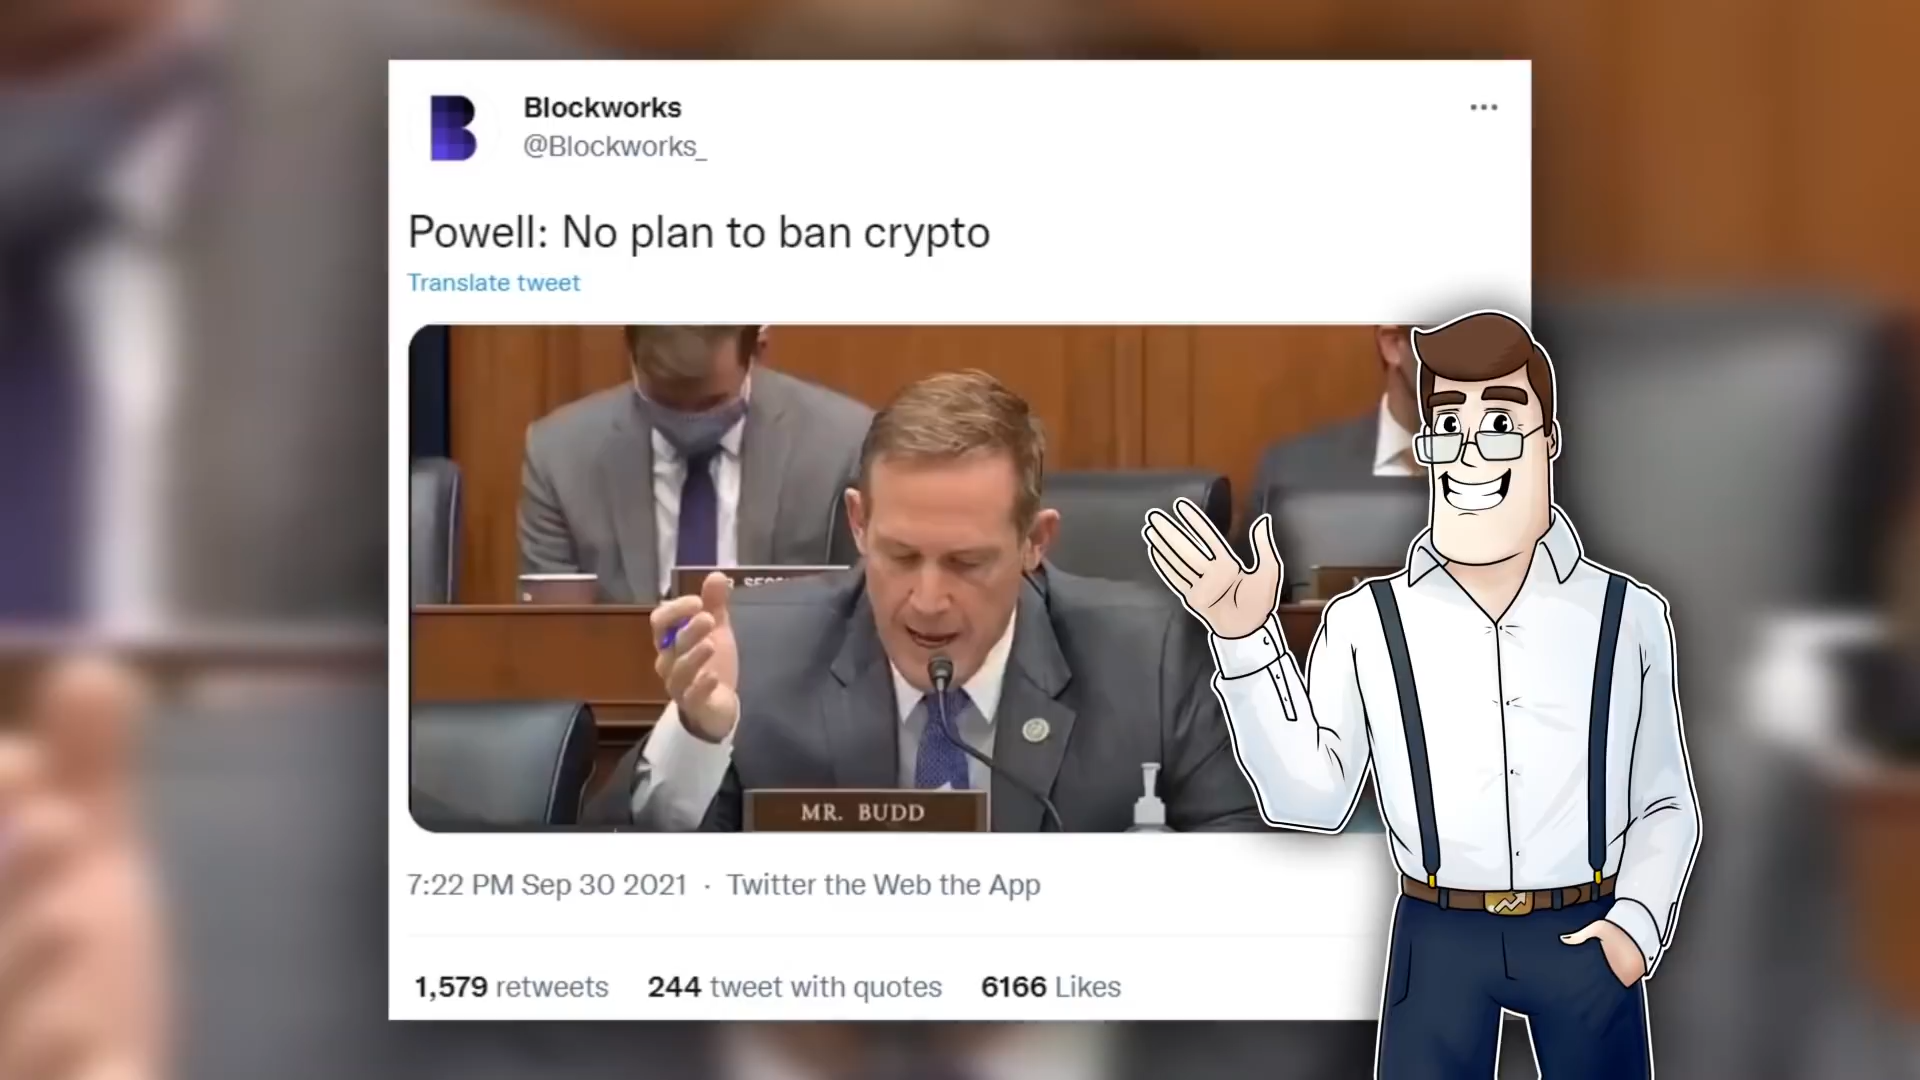 Blockworks
@Blockworks_
Powell: No plan to ban crypto
Translate tweet
MR. BUDD
7:22 PM Sep 30 2021 · Twitter the Web the App
1,579 retweets 244 tweet with quotes 6166 Likes